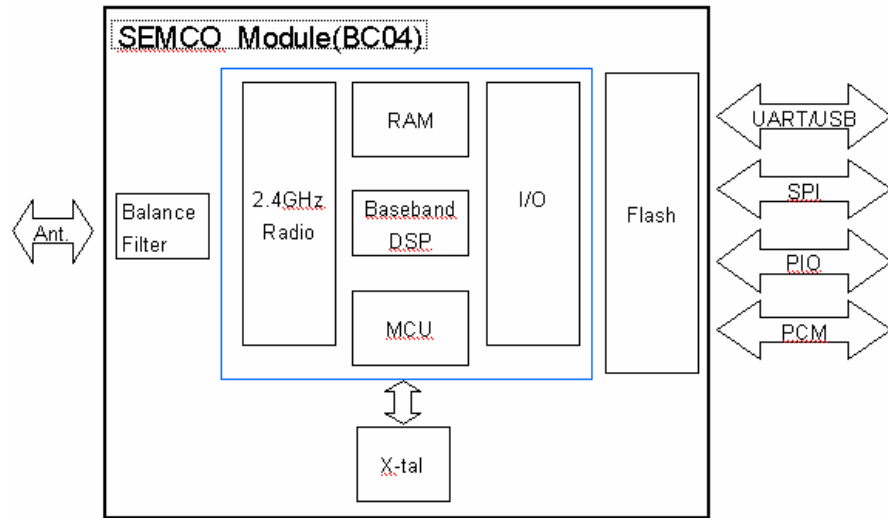 SEMCO Module(BC04)
RAM
2.4GHz
Radio
Baseband
DSP
MCU
I/O
Flash
Balance
Filter
Ant.
X-tal
UART/USB
SPI
PIO
PCM